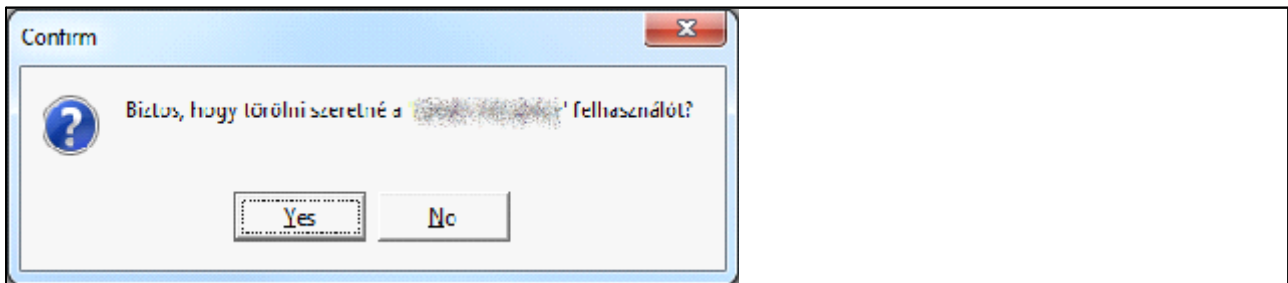 Confirm
Biztos, hogy törölni szeretné a ' ' felhasználót?
Yes
No